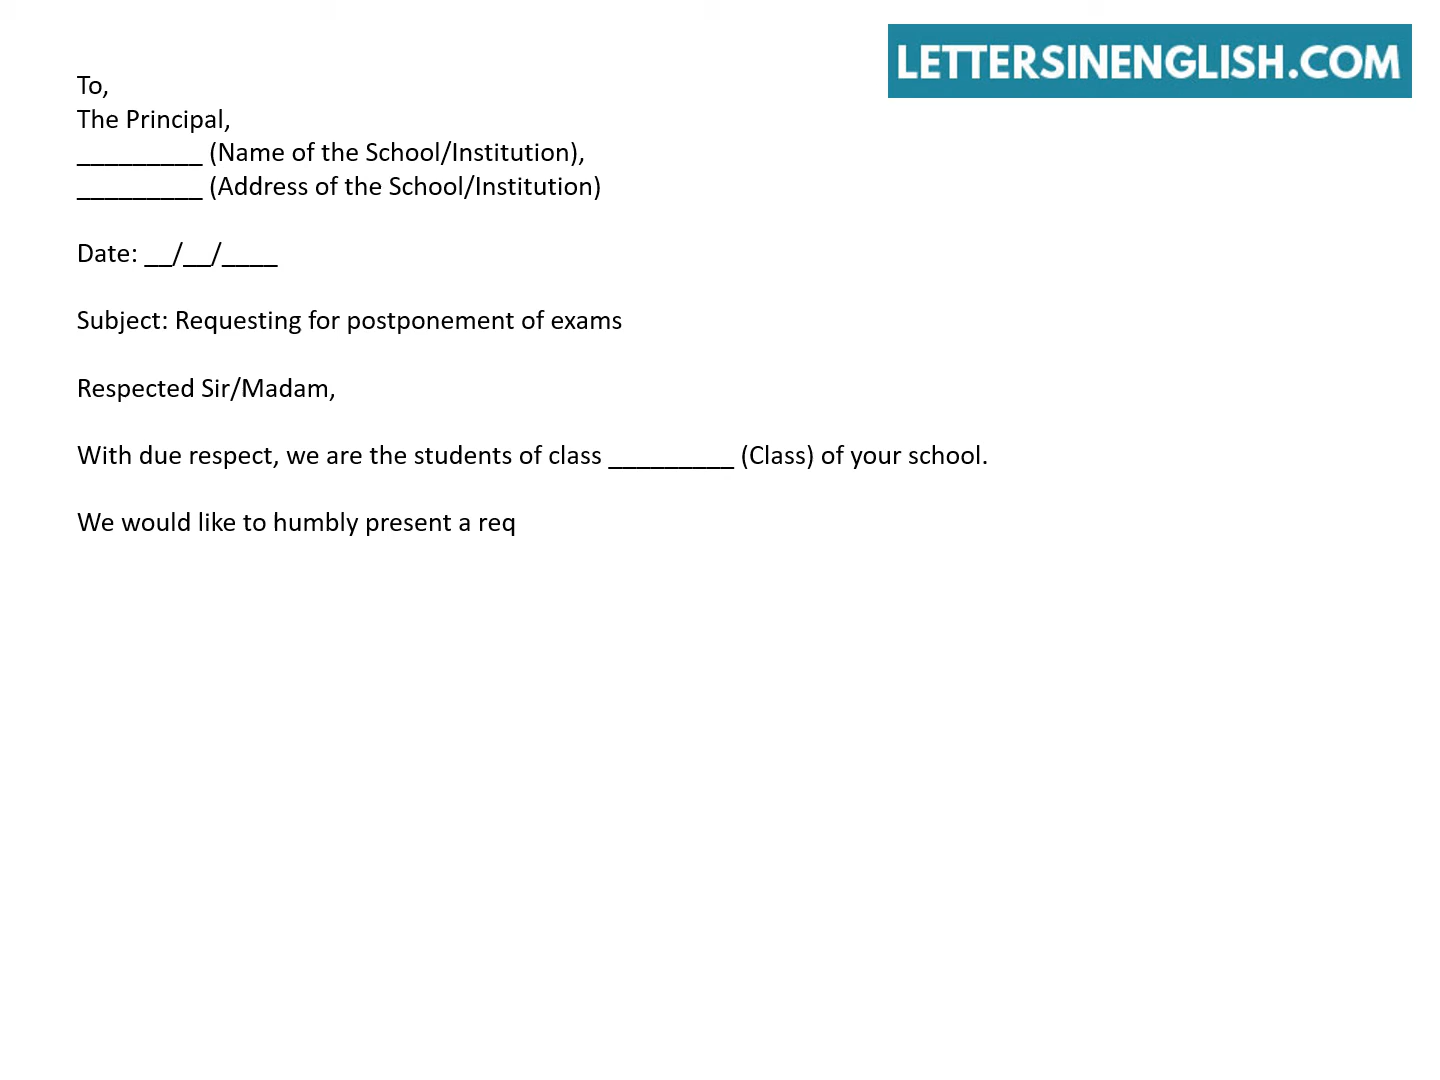 LETTERSINENGLISH.COM
To,
The Principal,
_________ (Name of the School/Institution),
_________ (Address of the School/Institution)
Date: __/__/____
Subject: Requesting for postponement of exams
Respected Sir/Madam,
With due respect, we are the students of class _________ (Class) of your school.
We would like to humbly present a req